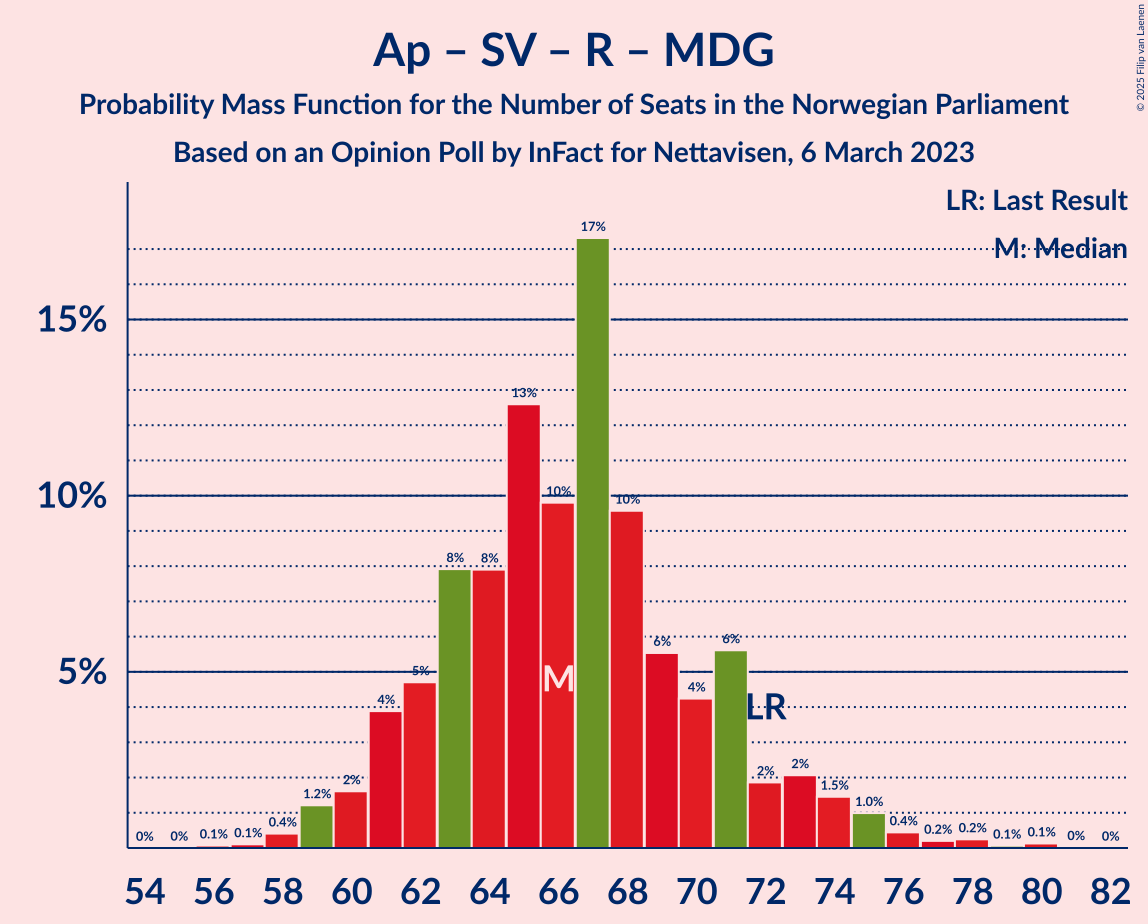 Ap – SV – R – MDG
Probability Mass Function for the Number of Seats in the Norwegian Parliament
Based on an Opinion Poll by InFact for Nettavisen, 6 March 2023
© 2025 Filip van Laenen
LR: Last Result
M: Median
15%
10%
5%
0% 0% 0.1% 0.1% 0.4% 1.2% 2% 4% 5% 8% 8% 13% 10% 17% 10% 6% 4% 6% 2% 2% 1.5% 1.0% 0.4% 0.2% 0.2% 0.1% 0.1% 0% 0%
M
LR
54 56 58 60 62 64 66 68 70 72 74 76 78 80 82